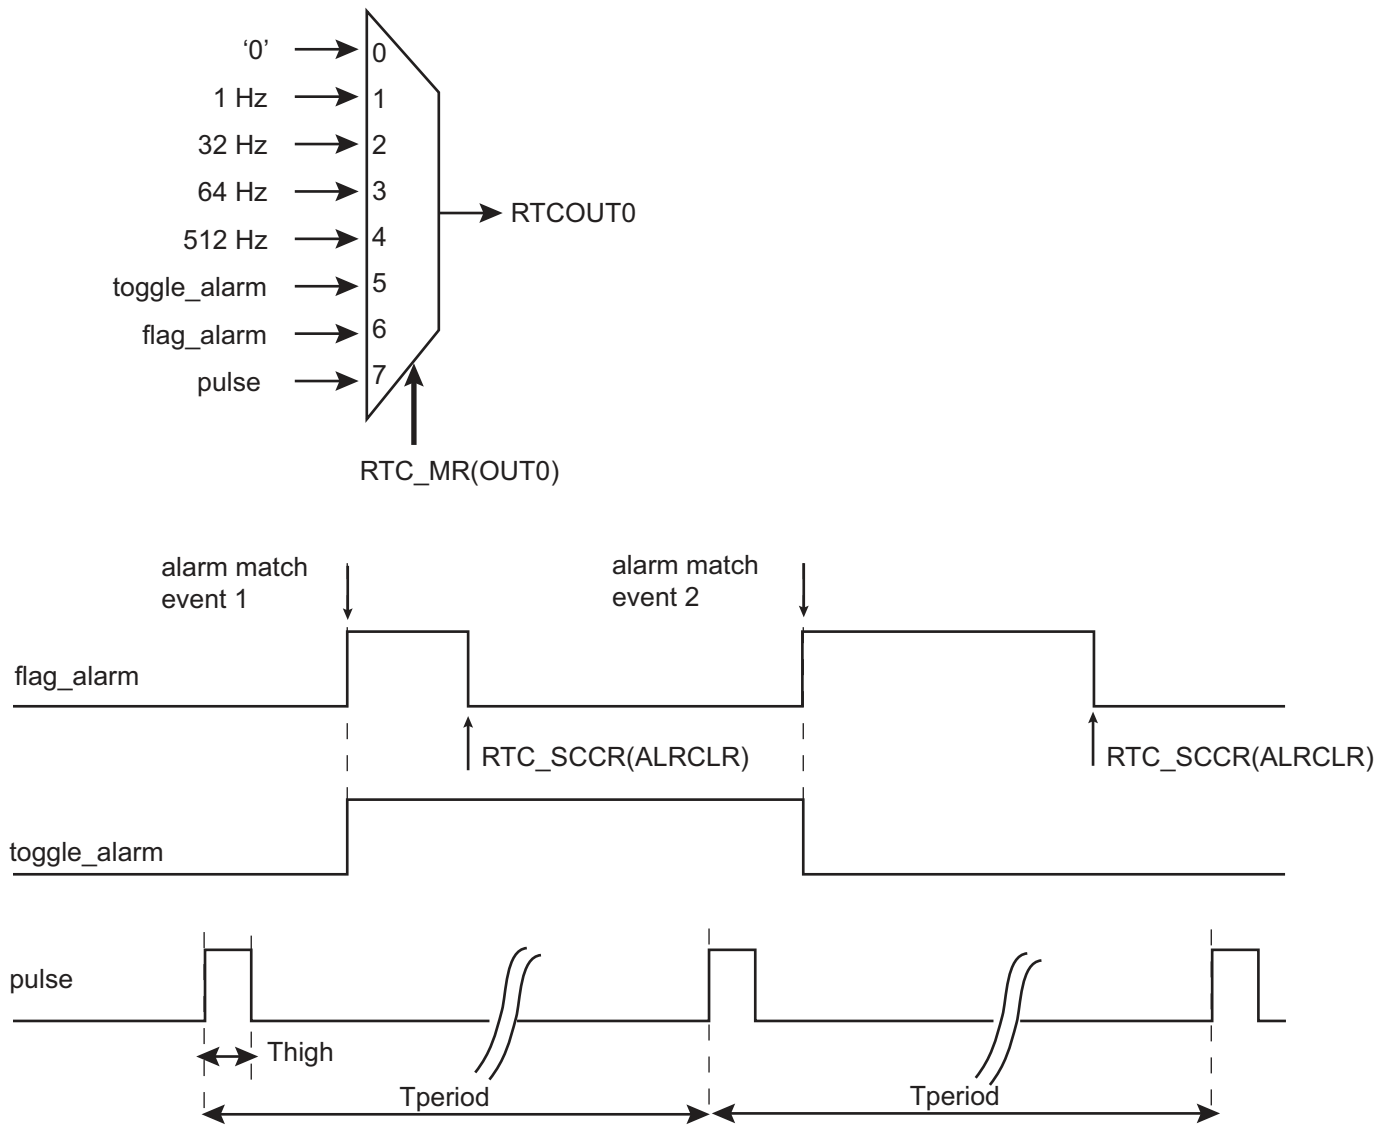 ‘0’
0
1 Hz
1
32 Hz
2
64 Hz
3
RTCOUT0
512 Hz
4
toggle_alarm
5
flag_alarm
6
pulse
7
RTC_MR(OUT0)
alarm match
event 1
alarm match
event 2
flag_alarm
RTC_SCCR(ALRCLR)
RTC_SCCR(ALRCLR)
toggle_alarm
pulse
Thigh
Tperiod
Tperiod